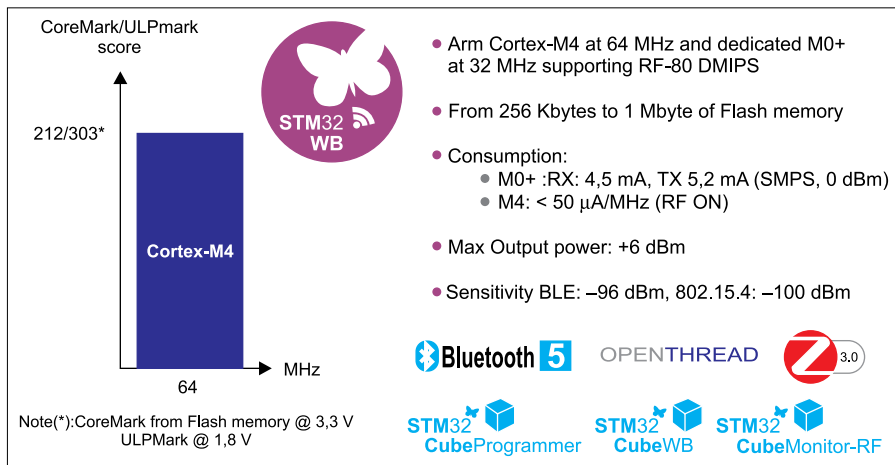 CoreMark/ULPmark
score
212/303*
Cortex-M4
64
MHz
Note(*):CoreMark from Flash memory @ 3,3 V
ULPMark @ 1,8 V
STM32
WB
Arm Cortex-M4 at 64 MHz and dedicated M0+
at 32 MHz supporting RF-80 DMIPS
From 256 Kbytes to 1 Mbyte of Flash memory
Consumption:
M0+ :RX: 4,5 mA, TX 5,2 mA (SMPS, 0 dBm)
M4: < 50 µA/MHz (RF ON)
Max Output power: +6 dBm
Sensitivity BLE: –96 dBm, 802.15.4: –100 dBm
Bluetooth 5
OPENTHREAD
3.0
STM32
CubeProgrammer
STM32
CubeWB
STM32
CubeMonitor-RF